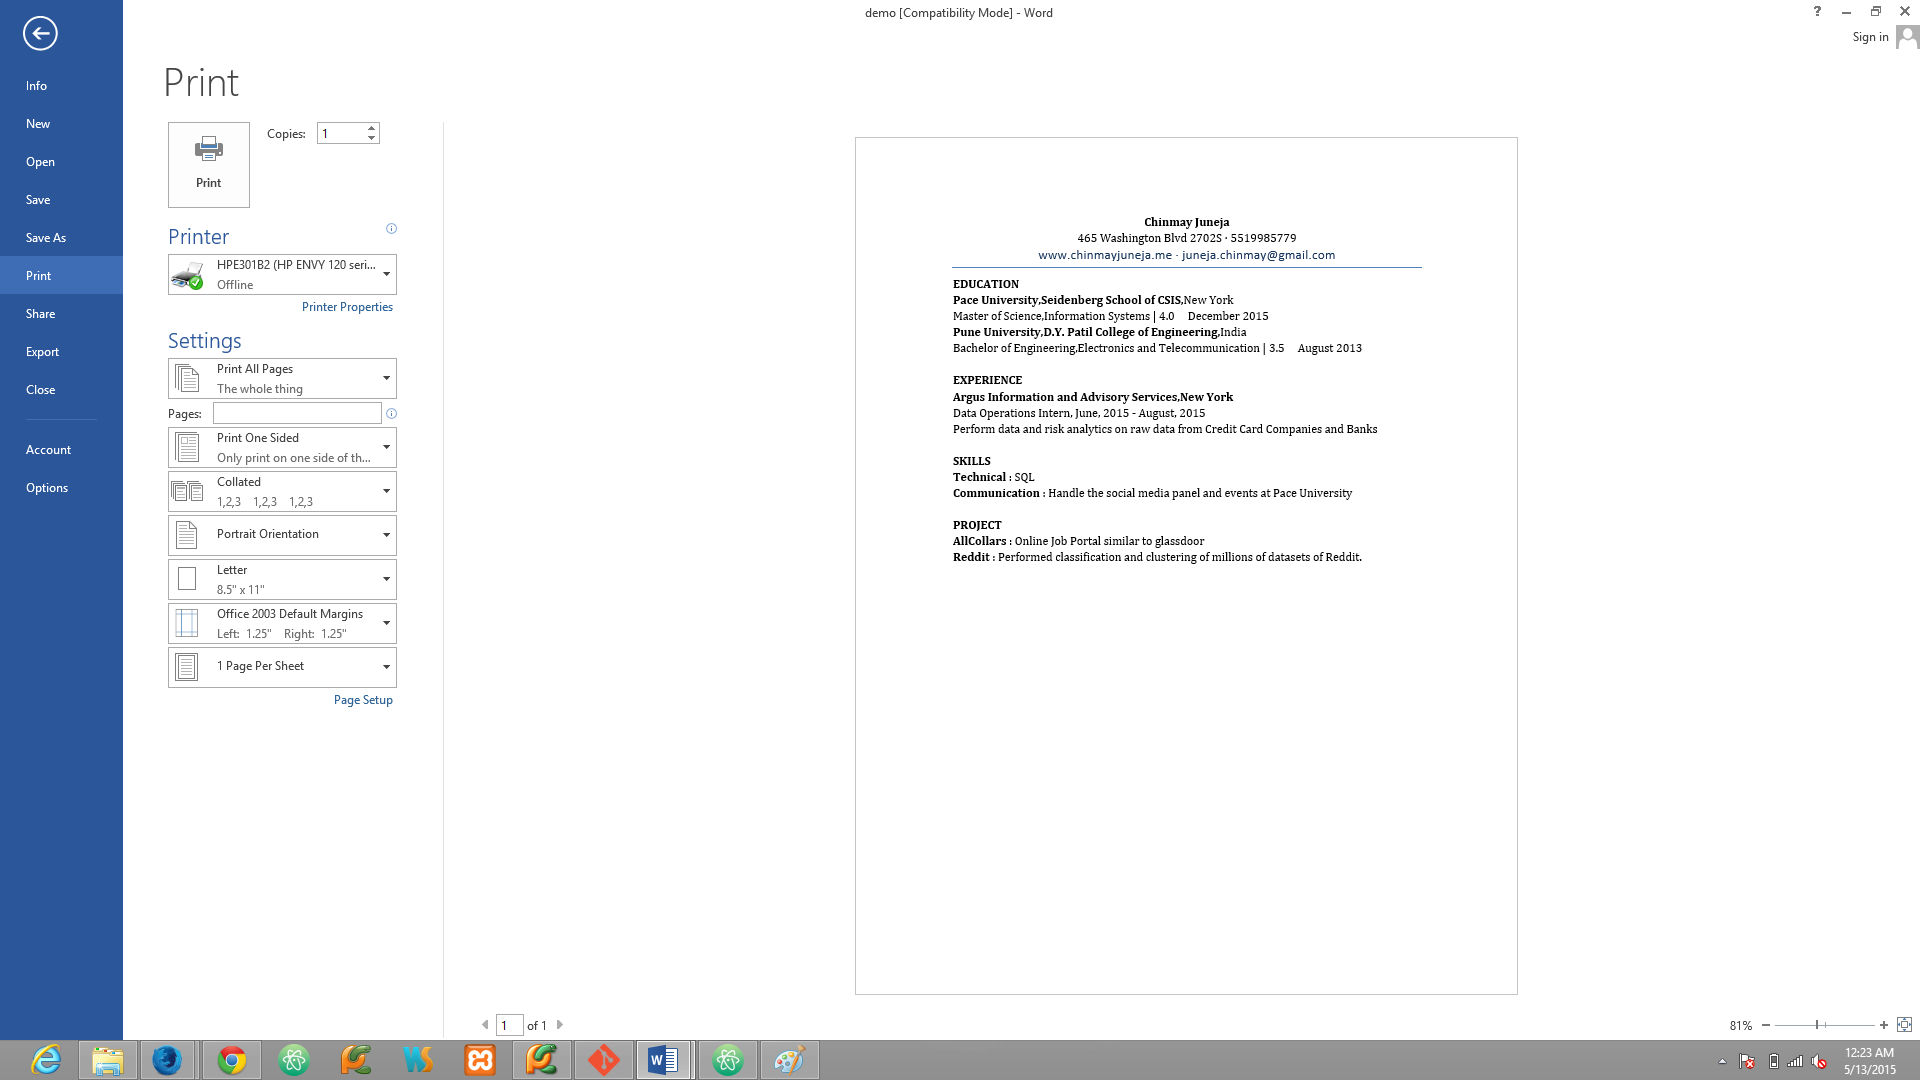 demo [Compatibility Mode] - Word
?
Sign in
Info
New
Open
Save
Save As
Print
Share
Export
Close
Account
Options
Print
Print
Copies: 1
Printer
HPE301B2 (HP ENVY 120 seri...
Offline
Printer Properties
Settings
Print All Pages
The whole thing
Pages:
Print One Sided
Only print on one side of th...
Collated
1,2,3 1,2,3 1,2,3
Portrait Orientation
Letter
8.5" x 11"
Office 2003 Default Margins
Left: 1.25" Right: 1.25"
1 Page Per Sheet
Page Setup
Chinmay Juneja
465 Washington Blvd 2702S · 5519985779
www.chinmayjuneja.me · juneja.chinmay@gmail.com
EDUCATION
Pace University,Seidenberg School of CSIS,New York
Master of Science,Information Systems | 4.0 December 2015
Pune University,D.Y. Patil College of Engineering,India
Bachelor of Engineering,Electronics and Telecommunication | 3.5 August 2013
EXPERIENCE
Argus Information and Advisory Services,New York
Data Operations Intern, June, 2015 - August, 2015
Perform data and risk analytics on raw data from Credit Card Companies and Banks
SKILLS
Technical : SQL
Communication : Handle the social media panel and events at Pace University
PROJECT
AllCollars : Online Job Portal similar to glassdoor
Reddit : Performed classification and clustering of millions of datasets of Reddit.
1 of 1
81%
WS
W
12:23 AM
5/13/2015